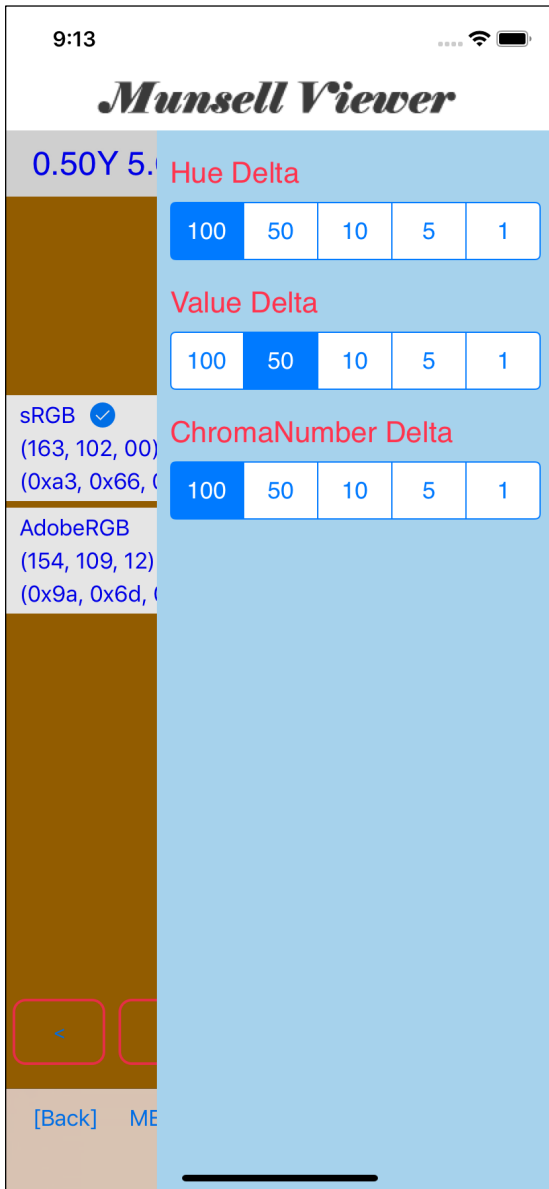 9:13
Munsell Viewer
0.50Y 5.
Hue Delta
100 50 10 5 1
Value Delta
100 50 10 5 1
ChromaNumber Delta
100 50 10 5 1
sRGB
(163, 102, 00)
(0xa3, 0x66,
AdobeRGB
(154, 109, 12)
(0x9a, 0x6d,
<
[Back] ME